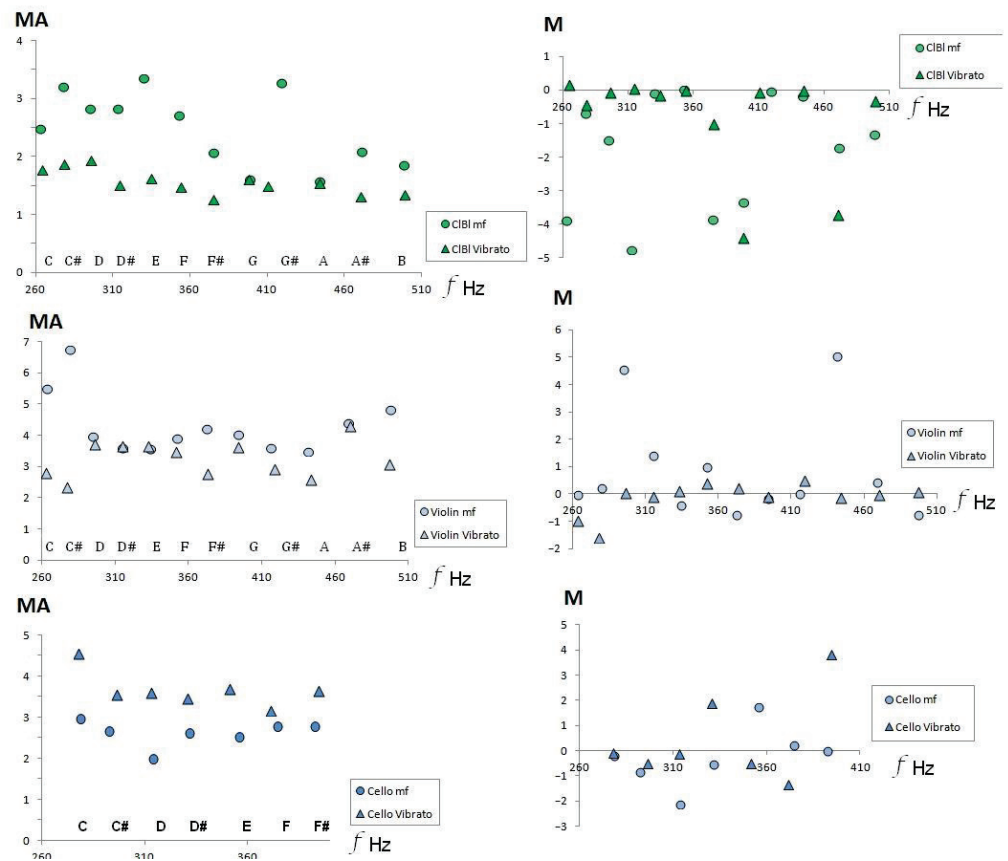 MA
4
3
2
1
0
ClBl mf
ClBl Vibrato
C C# D D# E F F# G G# A A# B
260 310 360 410 460 510
f Hz
M
1
0
−1
−2
−3
−4
−5
260 310 360 410 460 510
ClBl mf
ClBl Vibrato
f Hz
MA
7
6
5
4
3
2
1
0
Violin mf
Violin Vibrato
C C# D D# E F F# G G# A A# B
260 310 360 410 460 510
f Hz
M
6
5
4
3
2
1
0
−1
−2
260 310 360 410 460 510
Violin mf
Violin Vibrato
f Hz
MA
5
4
3
2
1
0
Cello mf
Cello Vibrato
C C# D D# E F F#
260 310 360
f Hz
M
5
4
3
2
1
0
−1
−2
−3
260 310 360 410
Cello mf
Cello Vibrato
f Hz